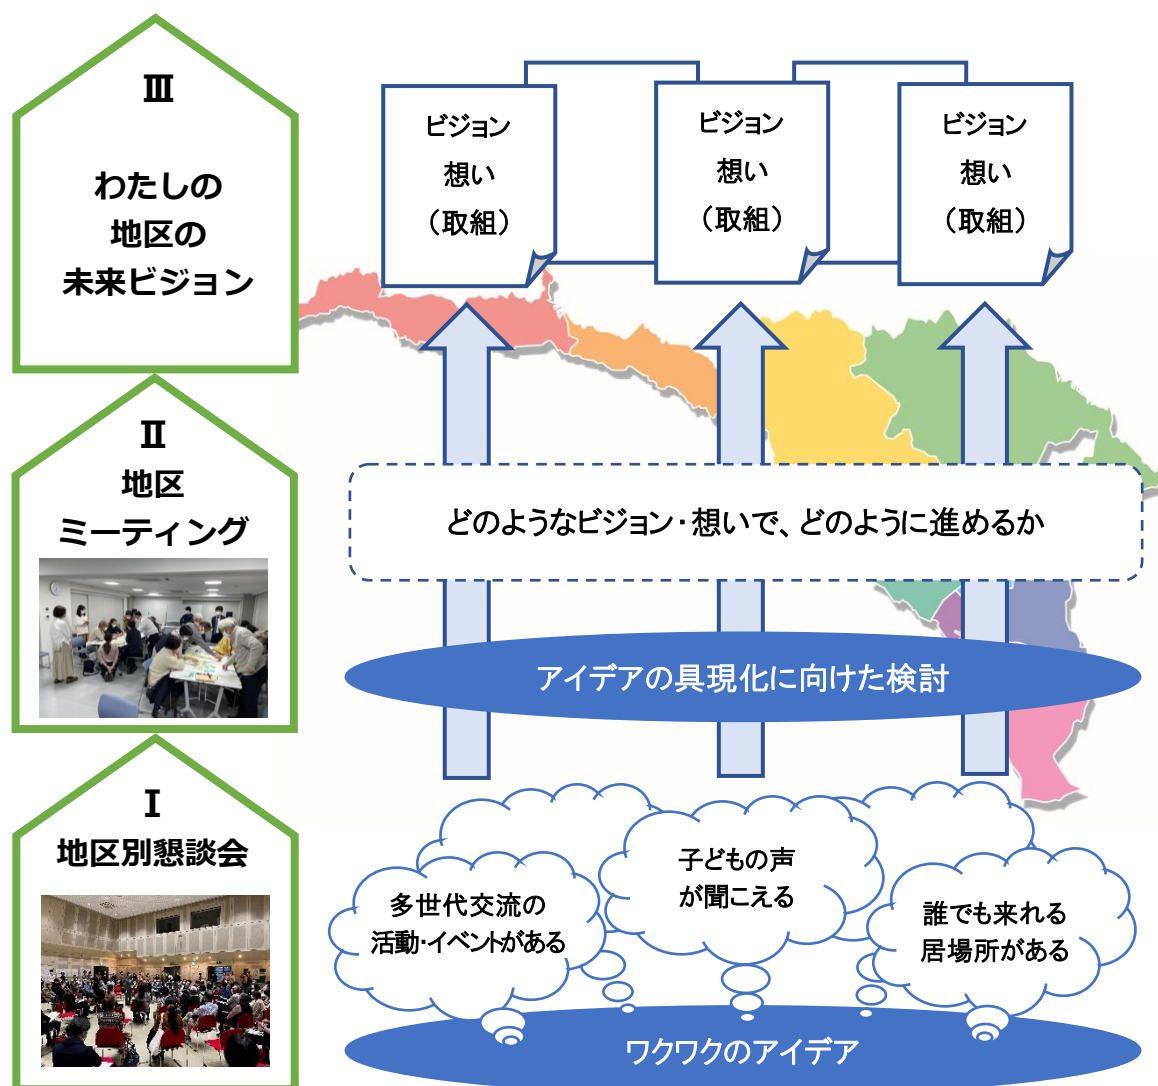 Ⅲ
わたしの
地区の
未来ビジョン
ビジョン
想い
（取組）
ビジョン
想い
（取組）
ビジョン
想い
（取組）
Ⅱ
地区
ミーティング
どのようなビジョン・想いで、どのように進めるか
アイデアの具現化に向けた検討
Ⅰ
地区別懇談会
多世代交流の
活動・イベントがある
子どもの声
が聞こえる
誰でも来れる
居場所がある
ワクワクのアイデア